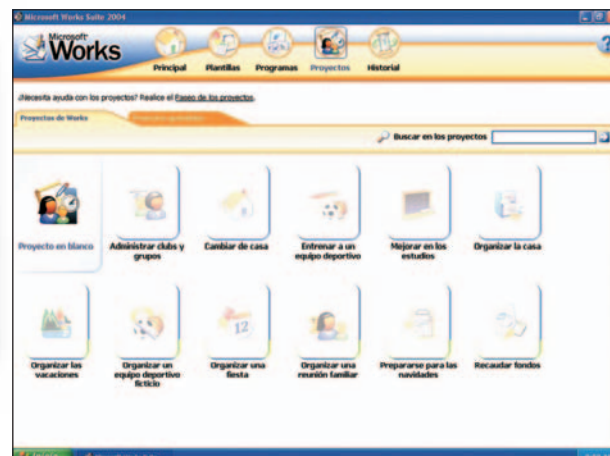 Microsoft Works Suite 2004
Microsoft
Works
Principal
Plantillas
Programas
Proyectos
Historial
¿Necesita ayuda con los proyectos? Realice el Paseo de los proyectos.
Proyectos de Works
Buscar en los proyectos
Proyecto en blanco
Administrar clubs y
grupos
Cambiar de casa
Entrenar a un
equipo deportivo
Mejorar en los
estudios
Organizar la casa
12
Organizar las
vacaciones
Organizar un
equipo deportivo
ficticio
Organizar una
fiesta
Organizar una
reunión familiar
Prepararse para las
navidades
Recaudar fondos